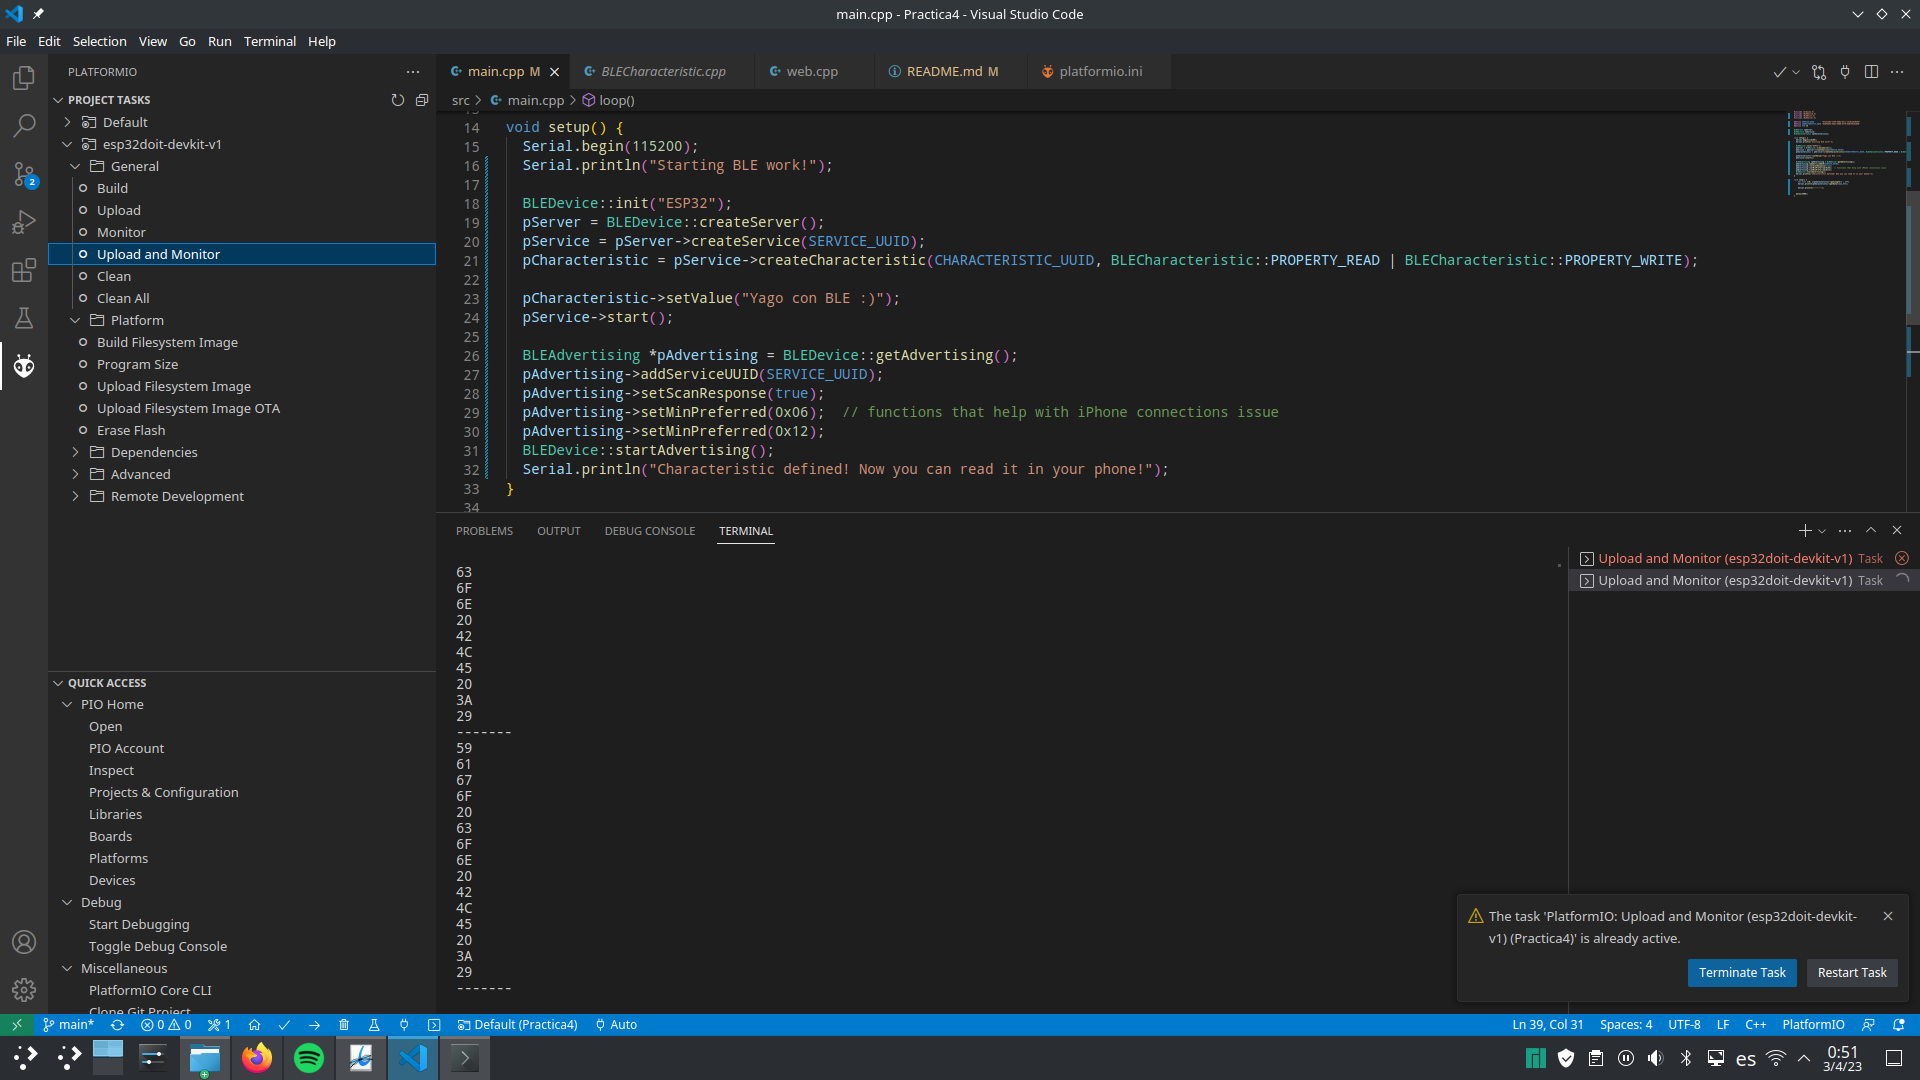 main.cpp - Practica4 - Visual Studio Code
File Edit Selection View Go Run Terminal Help
PLATFORMIO
PROJECT TASKS
Default
esp32doit-devkit-v1
General
Build
Upload
Monitor
Upload and Monitor
Clean
Clean All
Platform
Build Filesystem Image
Program Size
Upload Filesystem Image
Upload Filesystem Image OTA
Erase Flash
Dependencies
Advanced
Remote Development
QUICK ACCESS
PIO Home
Open
PIO Account
Inspect
Projects & Configuration
Libraries
Boards
Platforms
Devices
Debug
Start Debugging
Toggle Debug Console
Miscellaneous
PlatformIO Core CLI
Clone Git Project
main.cpp M BLECharacteristic.cpp web.cpp README.md M platformio.ini
src > main.cpp > loop()
14 void setup() {
15 Serial.begin(115200);
16 Serial.println("Starting BLE work!");
17
18 BLEDevice::init("ESP32");
19 pServer = BLEDevice::createServer();
20 pService = pServer->createService(SERVICE_UUID);
21 pCharacteristic = pService->createCharacteristic(CHARACTERISTIC_UUID, BLECharacteristic::PROPERTY_READ | BLECharacteristic::PROPERTY_WRITE);
22
23 pCharacteristic->setValue("Yago con BLE :)");
24 pService->start();
25
26 BLEAdvertising *pAdvertising = BLEDevice::getAdvertising();
27 pAdvertising->addServiceUUID(SERVICE_UUID);
28 pAdvertising->setScanResponse(true);
29 pAdvertising->setMinPreferred(0x06);  // functions that help with iPhone connections issue
30 pAdvertising->setMinPreferred(0x12);
31 BLEDevice::startAdvertising();
32 Serial.println("Characteristic defined! Now you can read it in your phone!");
33 }
34
PROBLEMS OUTPUT DEBUG CONSOLE TERMINAL
63
6F
6E
20
42
4C
45
20
3A
29
-------
59
61
67
6F
20
63
6F
6E
20
42
4C
45
20
3A
29
-------
Upload and Monitor (esp32doit-devkit-v1) Task
Upload and Monitor (esp32doit-devkit-v1) Task
The task 'PlatformIO: Upload and Monitor (esp32doit-devkit-
v1) (Practica4)' is already active.
Terminate Task Restart Task
2
main* 0 0 1 Default (Practica4) Auto
Ln 39, Col 31 Spaces: 4 UTF-8 LF C++ PlatformIO
es
0:51
3/4/23